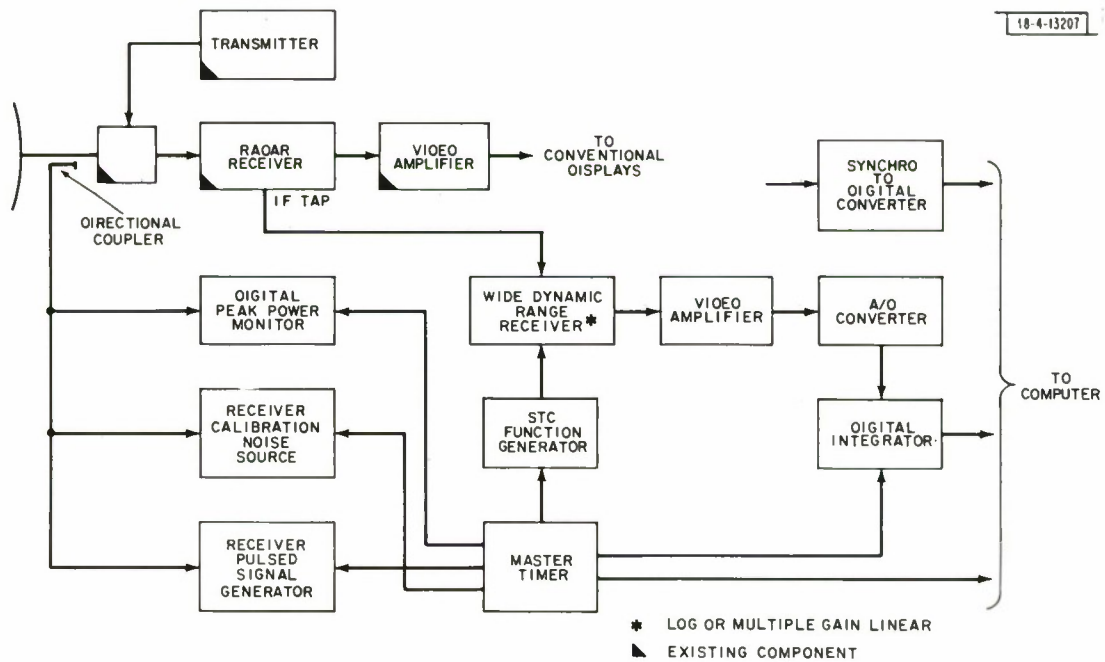 18-4-13207
TRANSMITTER
RAOAR
RECEIVER
VIOEO
AMPLIFIER
TO
CONVENTIONAL
DISPLAYS
SYNCHRO
TO
OIGITAL
CONVERTER
IF TAP
OIRECTIONAL
COUPLER
OIGITAL
PEAK POWER
MONITOR
WIDE DYNAMIC
RANGE
RECEIVER*
VIOEO
AMPLIFIER
A/O
CONVERTER
TO
COMPUTER
RECEIVER
CALIBRATION
NOISE
SOURCE
STC
FUNCTION
GENERATOR
OIGITAL
INTEGRATOR
RECEIVER
PULSED
SIGNAL
GENERATOR
MASTER
TIMER
* LOG OR MULTIPLE GAIN LINEAR
EXISTING COMPONENT